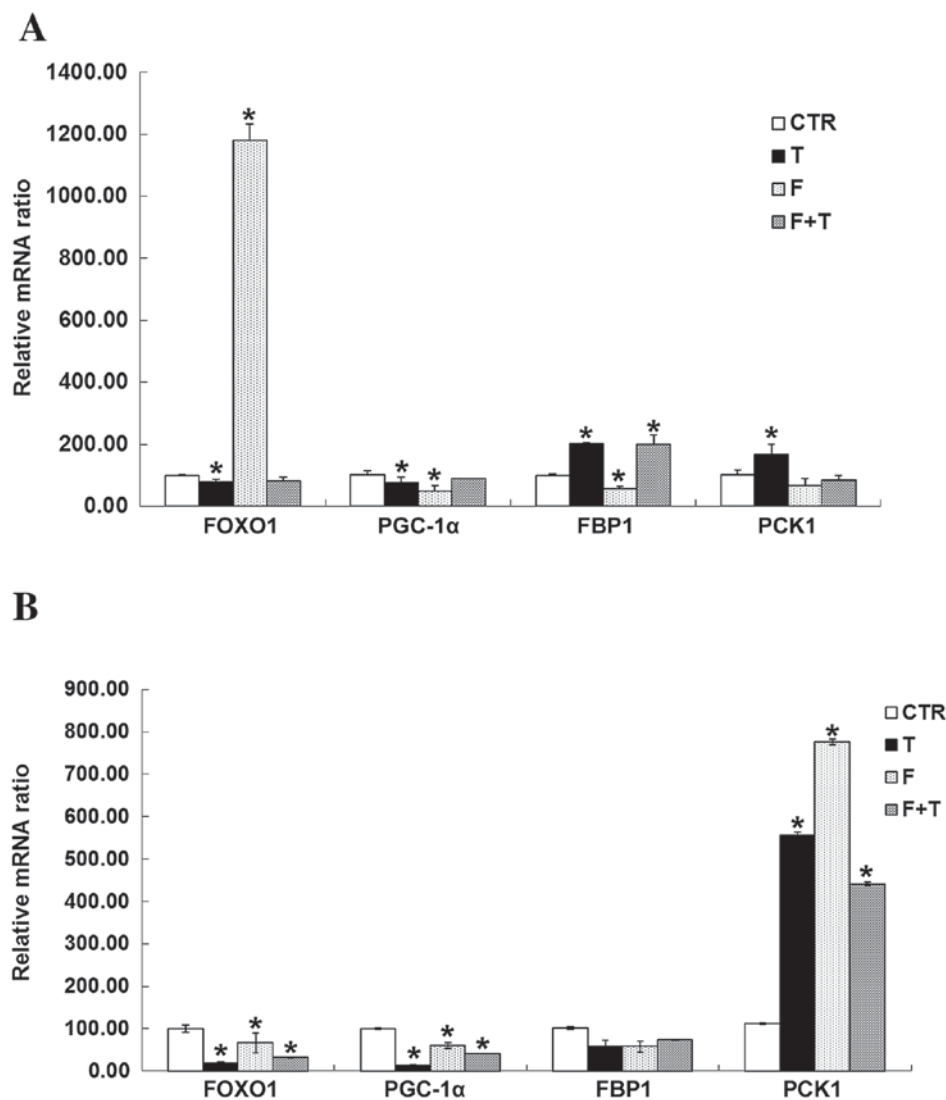 A
Relative mRNA ratio
1400.00
1200.00
1000.00
800.00
600.00
400.00
200.00
0.00
*
*
*
*
*
*
*
*
CTR
T
F
F+T
FOXO1 PGC-1α FBP1 PCK1
B
Relative mRNA ratio
900.00
800.00
700.00
600.00
500.00
400.00
300.00
200.00
100.00
0.00
*
*
*
*
*
*
*
*
*
CTR
T
F
F+T
FOXO1 PGC-1α FBP1 PCK1